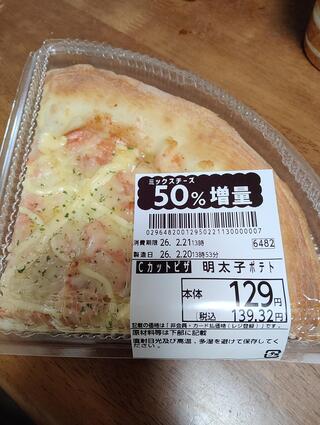 ミックスチーズ
50%増量
0296482001295022113000007
消費期限 26. 2.21 13時 6482
製造日 26. 2.20 13時53分
Cカットピザ 明太子ポテト
本体 129円
(税込 139.32円)
記載の価格は「非会員・カード払価格(レジ登録)」です。
原材料等は下部に記載
直射日光及び高温、多湿を避けて保存してください。